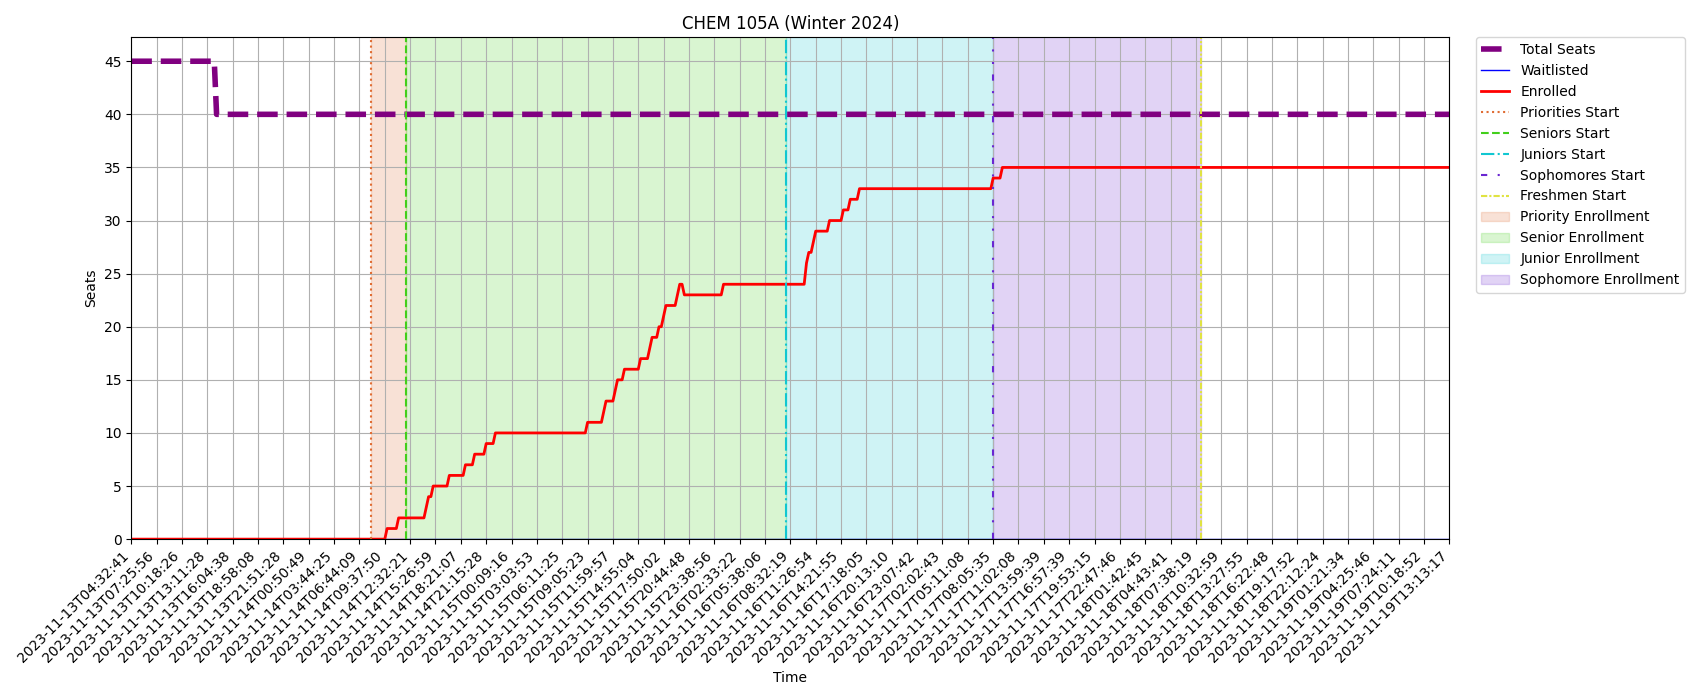 CHEM 105A (Winter 2024)
Total Seats
Waitlisted
Enrolled
Priorities Start
Seniors Start
Juniors Start
Sophomores Start
Freshmen Start
Priority Enrollment
Senior Enrollment
Junior Enrollment
Sophomore Enrollment
Seats
45
40
35
30
25
20
15
10
5
0
2023-11-13T04:32:41
2023-11-13T07:25:56
2023-11-13T10:18:26
2023-11-13T13:11:28
2023-11-13T16:04:38
2023-11-13T18:58:08
2023-11-13T21:51:28
2023-11-14T00:50:49
2023-11-14T03:44:25
2023-11-14T06:44:09
2023-11-14T09:37:50
2023-11-14T12:32:21
2023-11-14T15:26:59
2023-11-14T18:21:07
2023-11-14T21:15:28
2023-11-15T00:09:16
2023-11-15T03:03:53
2023-11-15T06:11:25
2023-11-15T09:05:23
2023-11-15T11:59:57
2023-11-15T14:55:04
2023-11-15T17:50:02
2023-11-15T20:44:48
2023-11-15T23:38:56
2023-11-16T02:33:22
2023-11-16T05:38:06
2023-11-16T08:32:19
2023-11-16T11:26:54
2023-11-16T14:21:55
2023-11-16T17:18:05
2023-11-16T20:13:10
2023-11-16T23:07:42
2023-11-17T02:02:43
2023-11-17T05:11:08
2023-11-17T08:05:35
2023-11-17T11:02:08
2023-11-17T13:59:39
2023-11-17T16:57:39
2023-11-17T19:53:15
2023-11-17T22:47:46
2023-11-18T01:42:45
2023-11-18T04:43:41
2023-11-18T07:38:19
2023-11-18T10:32:59
2023-11-18T13:27:55
2023-11-18T16:22:48
2023-11-18T19:17:52
2023-11-18T22:12:24
2023-11-19T01:21:34
2023-11-19T04:25:46
2023-11-19T07:24:11
2023-11-19T10:18:52
2023-11-19T13:13:17
Time